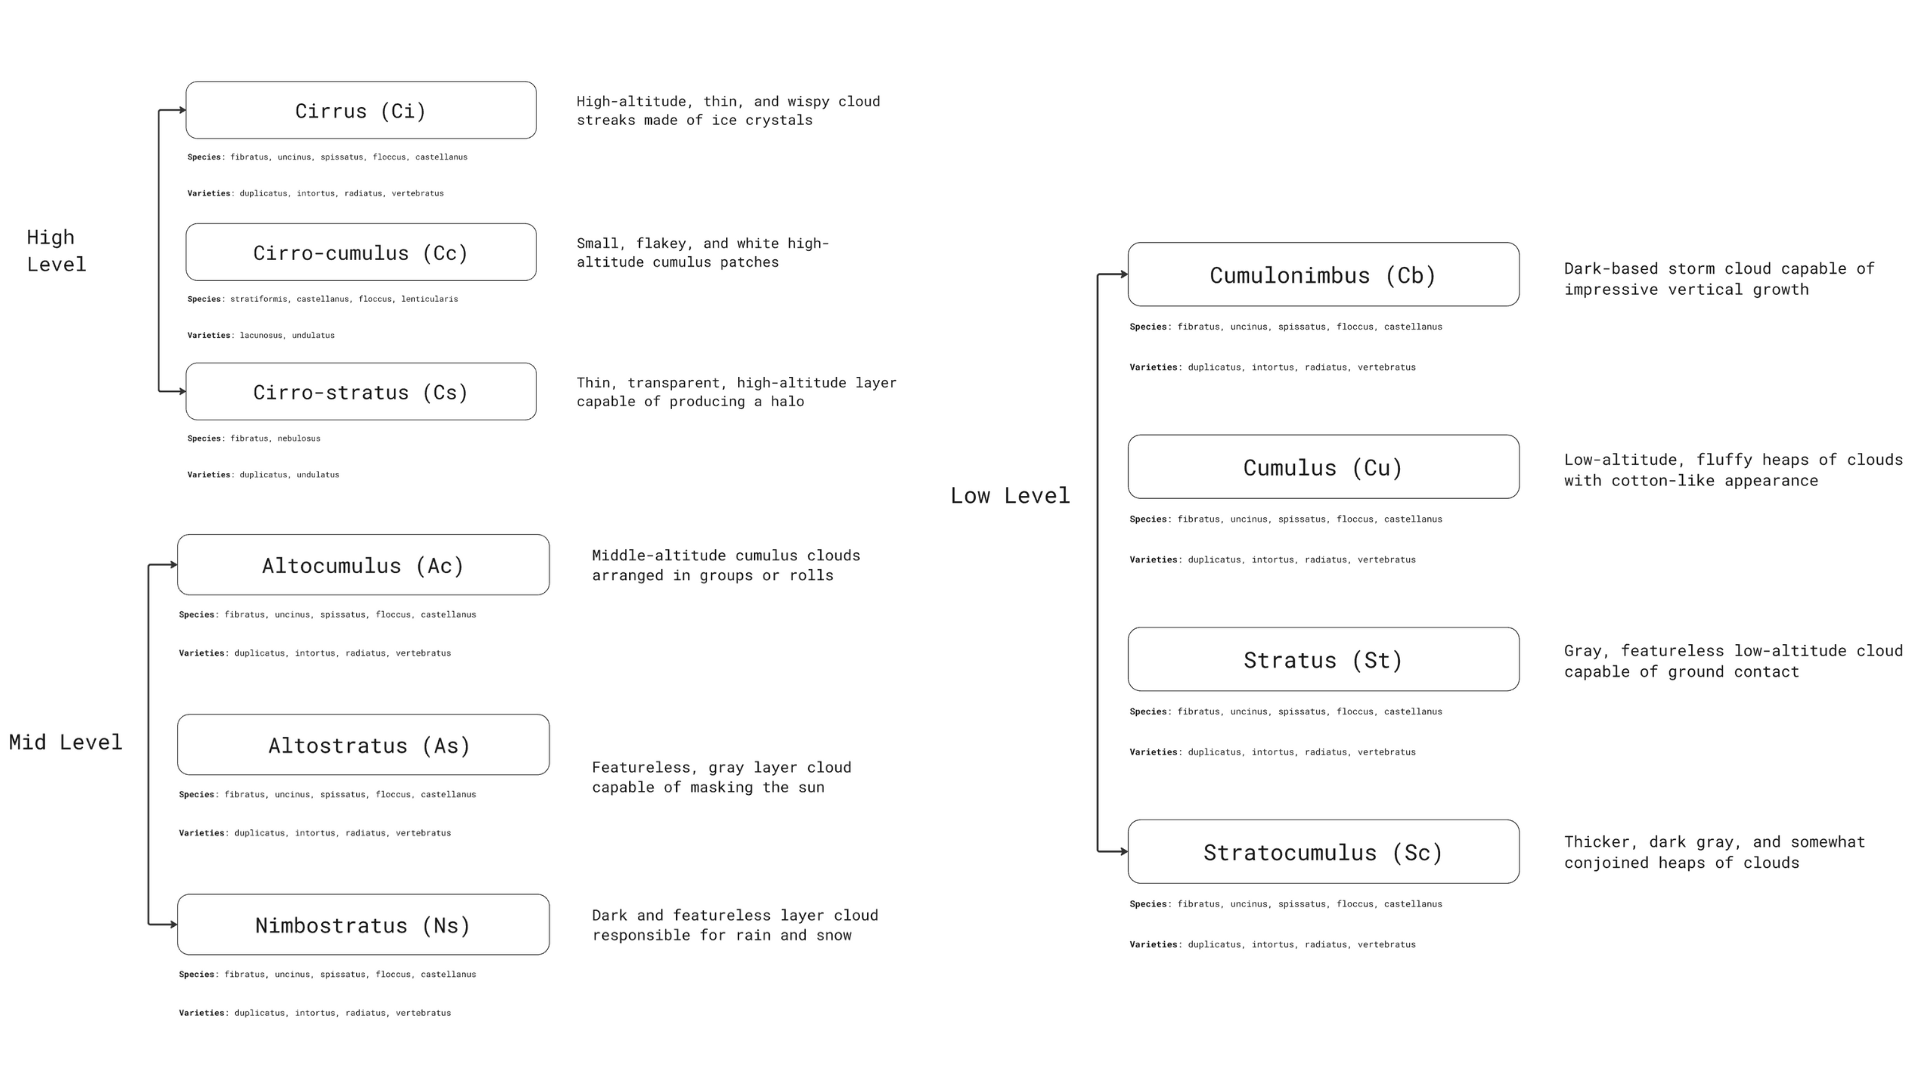 High
Level
Cirrus (Ci)
High-altitude, thin, and wispy cloud
streaks made of ice crystals
Species: fibratus, uncinus, spissatus, floccus, castellanus
Varieties: duplicatus, intortus, radiatus, vertebratus
Cirro-cumulus (Cc)
Small, flakey, and white high-
altitude cumulus patches
Species: stratiformis, castellanus, floccus, lenticularis
Varieties: lacunosus, undulatus
Cirro-stratus (Cs)
Thin, transparent, high-altitude layer
capable of producing a halo
Species: fibratus, nebulosus
Varieties: duplicatus, undulatus
Mid Level
Altocumulus (Ac)
Middle-altitude cumulus clouds
arranged in groups or rolls
Species: fibratus, uncinus, spissatus, floccus, castellanus
Varieties: duplicatus, intortus, radiatus, vertebratus
Altostratus (As)
Featureless, gray layer cloud
capable of masking the sun
Species: fibratus, uncinus, spissatus, floccus, castellanus
Varieties: duplicatus, intortus, radiatus, vertebratus
Nimbostratus (Ns)
Dark and featureless layer cloud
responsible for rain and snow
Species: fibratus, uncinus, spissatus, floccus, castellanus
Varieties: duplicatus, intortus, radiatus, vertebratus
Low Level
Cumulonimbus (Cb)
Dark-based storm cloud capable of
impressive vertical growth
Species: fibratus, uncinus, spissatus, floccus, castellanus
Varieties: duplicatus, intortus, radiatus, vertebratus
Cumulus (Cu)
Low-altitude, fluffy heaps of clouds
with cotton-like appearance
Species: fibratus, uncinus, spissatus, floccus, castellanus
Varieties: duplicatus, intortus, radiatus, vertebratus
Stratus (St)
Gray, featureless low-altitude cloud
capable of ground contact
Species: fibratus, uncinus, spissatus, floccus, castellanus
Varieties: duplicatus, intortus, radiatus, vertebratus
Stratocumulus (Sc)
Thicker, dark gray, and somewhat
conjoined heaps of clouds
Species: fibratus, uncinus, spissatus, floccus, castellanus
Varieties: duplicatus, intortus, radiatus, vertebratus